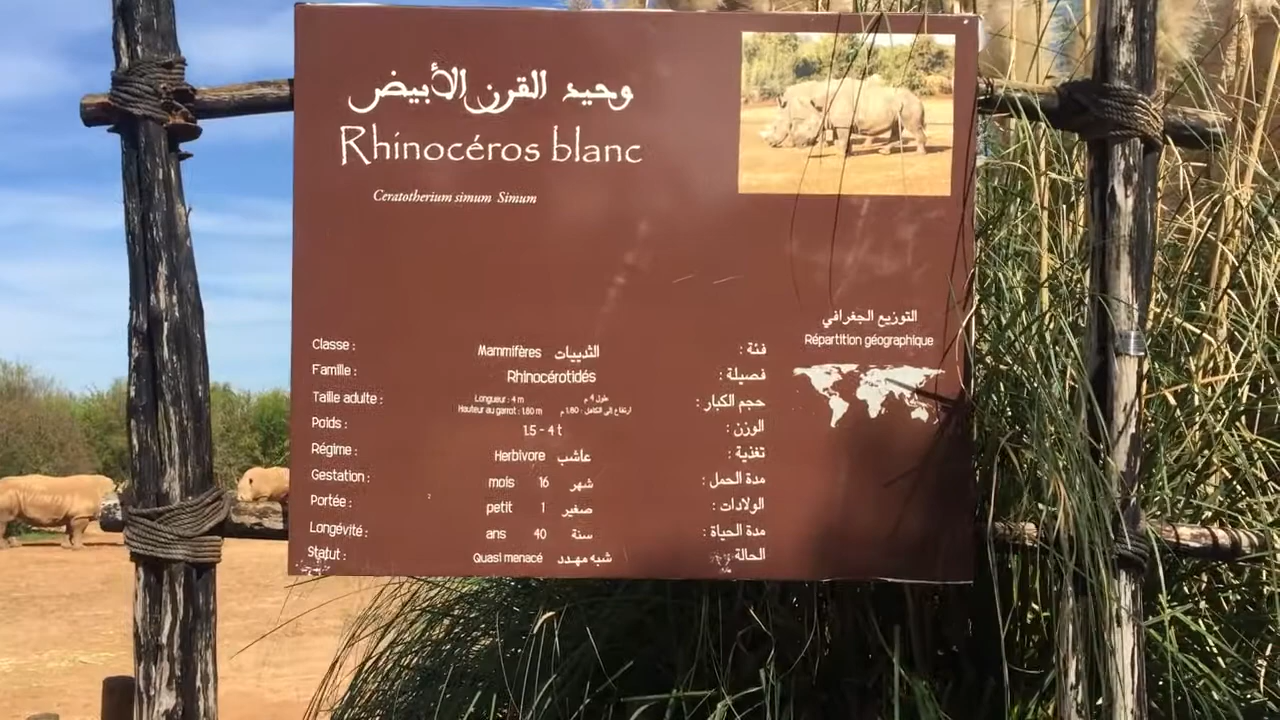 وحيد القرن الأبيض
Rhinocéros blanc
Ceratotherium simum Simum
التوزيع الجغرافي
Répartition géographique
Classe : Mammifères الثدييات فئة :
Famille : Rhinocérotidés فصيلة :
Taille adulte : Longueur : 4 m طول 4 م حجم الكبار :
Hauteur au garrot : 1.80 m ارتفاع إلى الكاهل : 1.80 م
Poids : 1.5 - 4 t الوزن :
Régime : Herbivore عاشب تغذية :
Gestation : mois 16 شهر مدة الحمل :
Portée : petit 1 صغير الولادات :
Longévité : ans 40 سنة مدة الحياة :
Statut : Quasi menacé شبه مهدد الحالة